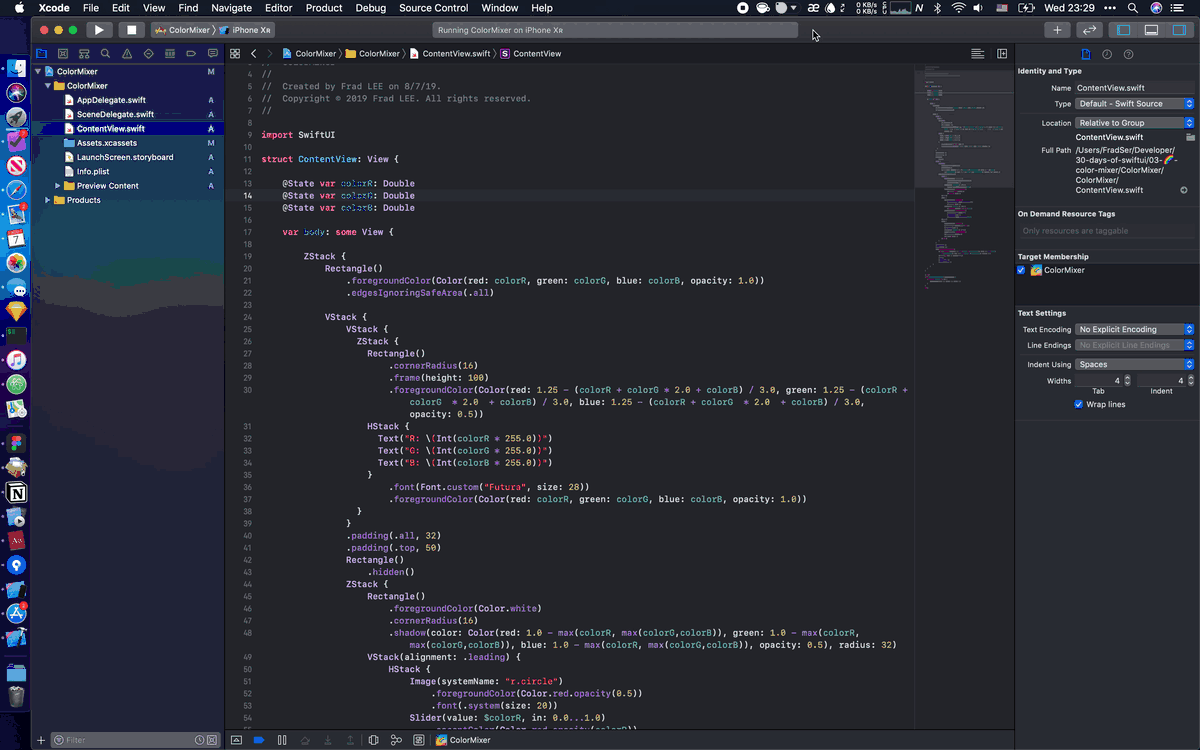 Xcode File Edit View Find Navigate Editor Product Debug Source Control Window Help
0 KB/s
0 KB/s
Wed 23:29
ColorMixer iPhone XR
Running ColorMixer on iPhone XR
ColorMixer ColorMixer ContentView.swift S ContentView
ColorMixer M
ColorMixer
AppDelegate.swift A
SceneDelegate.swift A
ContentView.swift A
Assets.xcassets M
LaunchScreen.storyboard A
Info.plist A
Preview Content A
Products
Filter
4 //
5 // Created by Frad LEE on 8/7/19.
6 // Copyright © 2019 Frad LEE. All rights reserved.
7 //
8
9 import SwiftUI
10
11 struct ContentView: View {
12
13 @State var colorR: Double
14 @State var colorG: Double
15 @State var colorB: Double
16
17 var body: some View {
18
19 ZStack {
20 Rectangle()
21 .foregroundColor(Color(red: colorR, green: colorG, blue: colorB, opacity: 1.0))
22 .edgesIgnoringSafeArea(.all)
23
24 VStack {
25 VStack {
26 ZStack {
27 Rectangle()
28 .cornerRadius(16)
29 .frame(height: 100)
30 .foregroundColor(Color(red: 1.25 - (colorR + colorG * 2.0 + colorB) / 3.0, green: 1.25 - (colorR +
colorG * 2.0 + colorB) / 3.0, blue: 1.25 - (colorR + colorG * 2.0 + colorB) / 3.0,
opacity: 0.5))
31 HStack {
32 Text("R: \(Int(colorR * 255.0))")
33 Text("G: \(Int(colorG * 255.0))")
34 Text("B: \(Int(colorB * 255.0))")
35 }
36 .font(Font.custom("Futura", size: 28))
37 .foregroundColor(Color(red: colorR, green: colorG, blue: colorB, opacity: 1.0))
38 }
39 }
40 .padding(.all, 32)
41 .padding(.top, 50)
42 Rectangle()
43 .hidden()
44 ZStack {
45 Rectangle()
46 .foregroundColor(Color.white)
47 .cornerRadius(16)
48 .shadow(color: Color(red: 1.0 - max(colorR, max(colorG,colorB)), green: 1.0 - max(colorR,
max(colorG,colorB)), blue: 1.0 - max(colorR, max(colorG,colorB)), opacity: 0.5), radius: 32)
49 VStack(alignment: .leading) {
50 HStack {
51 Image(systemName: "r.circle")
52 .foregroundColor(Color.red.opacity(0.5))
53 .font(.system(size: 20))
54 Slider(value: $colorR, in: 0.0...1.0)
ColorMixer
Identity and Type
Name ContentView.swift
Type Default - Swift Source
Location Relative to Group
ContentView.swift
Full Path /Users/FradSer/Developer/
30-days-of-swiftui/03-🌈-
color-mixer/ColorMixer/
ColorMixer/
ContentView.swift
On Demand Resource Tags
Only resources are taggable
Target Membership
ColorMixer
Text Settings
Text Encoding No Explicit Encoding
Line Endings No Explicit Line Endings
Indent Using Spaces
Widths 4 4
Tab Indent
Wrap lines